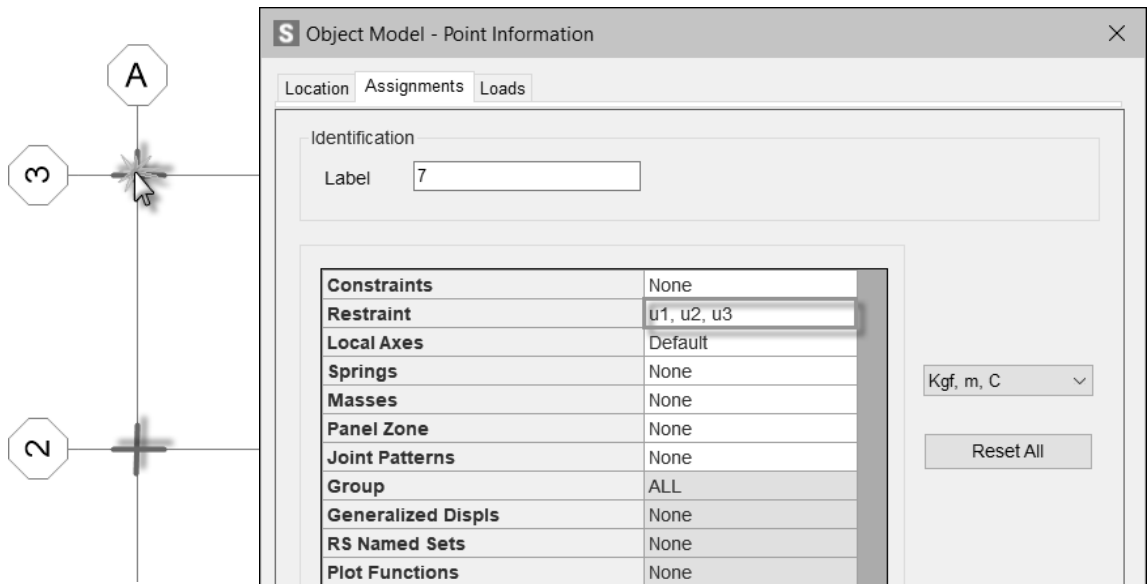 S Object Model - Point Information
A
Location Assignments Loads
Identification
3
Label 7
Constraints None
Restraint u1, u2, u3
Local Axes Default
Springs None
Kgf, m, C
Masses None
Panel Zone None
2
Reset All
Joint Patterns None
Group ALL
Generalized Displs None
RS Named Sets None
Plot Functions None